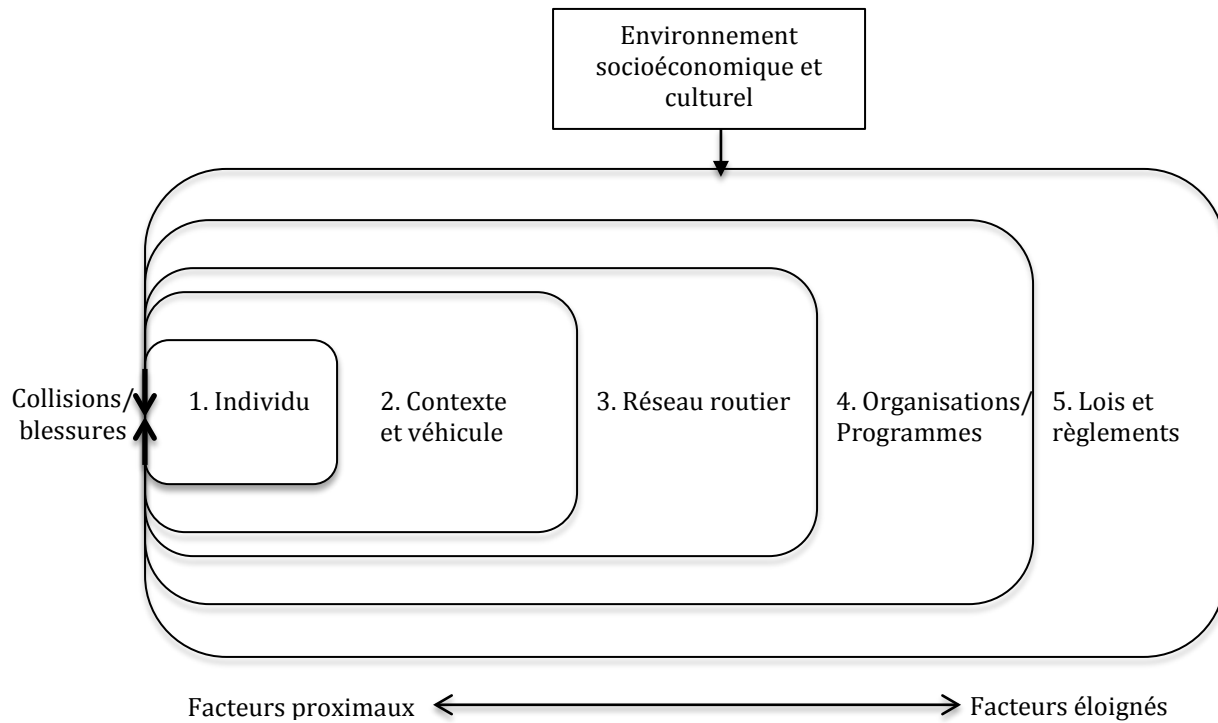 Environnement
socioéconomique et
culturel
Collisions/
blessures
1. Individu
2. Contexte
et véhicule
3. Réseau routier
4. Organisations/
Programmes
5. Lois et
règlements
Facteurs proximaux
Facteurs éloignés